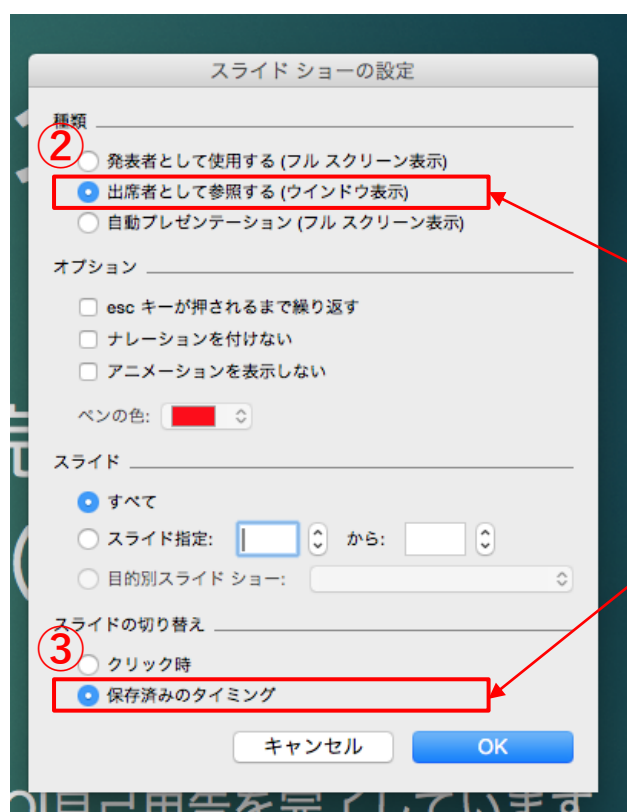 スライド ショーの設定
種類
②
発表者として使用する (フル スクリーン表示)
出席者として参照する (ウインドウ表示)
自動プレゼンテーション (フル スクリーン表示)
オプション
esc キーが押されるまで繰り返す
ナレーションを付けない
アニメーションを表示しない
ペンの色:
スライド
すべて
スライド指定: から:
目的別スライド ショー:
スライドの切り替え
③
クリック時
保存済みのタイミング
キャンセル OK